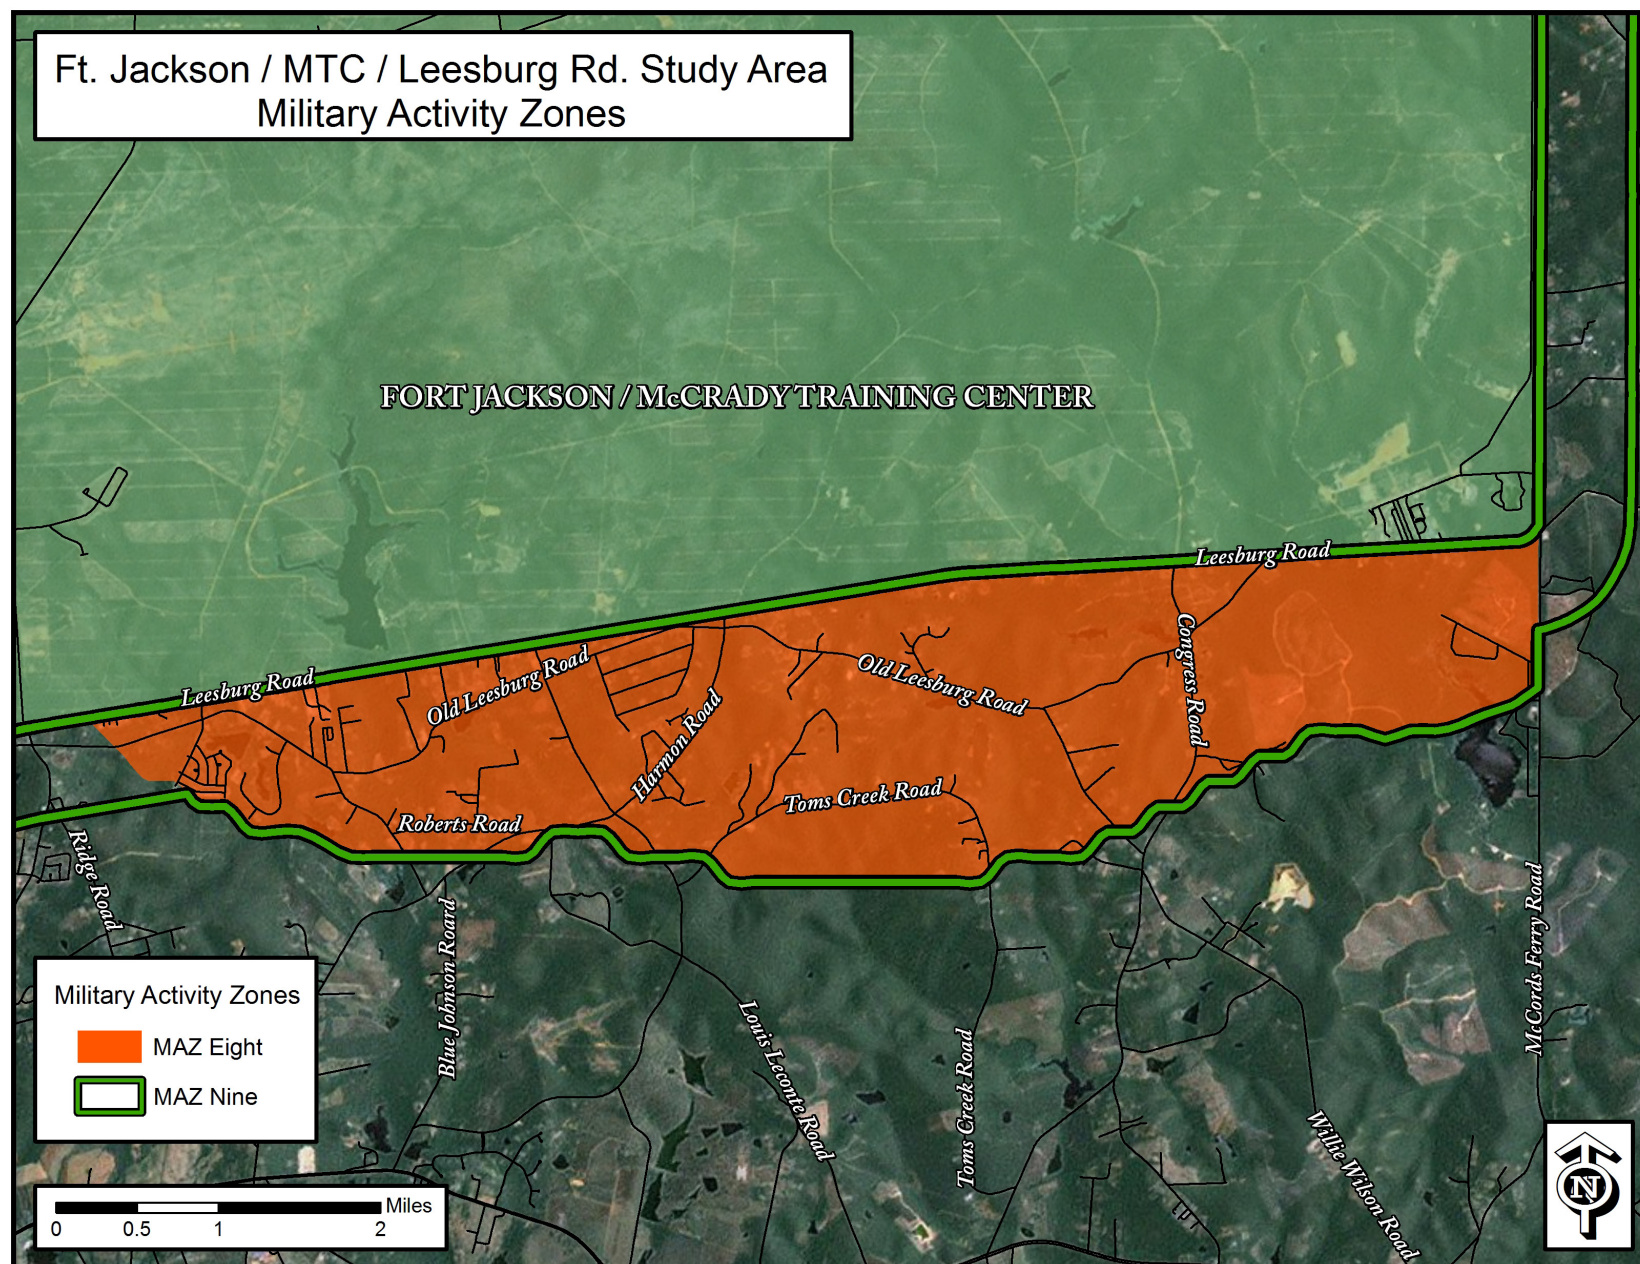 Ft. Jackson / MTC / Leesburg Rd. Study Area
Military Activity Zones
FORT JACKSON / McCRADY TRAINING CENTER
Leesburg Road
Leesburg Road
Old Leesburg Road
Old Leesburg Road
Congress Road
Harmon Road
Toms Creek Road
Roberts Road
Ridge Road
Blue Johnson Roard
Louis Leconte Road
Toms Creek Road
McCords Ferry Road
Willie Wilson Road
Military Activity Zones
MAZ Eight
MAZ Nine
Miles
0 0.5 1 2
N